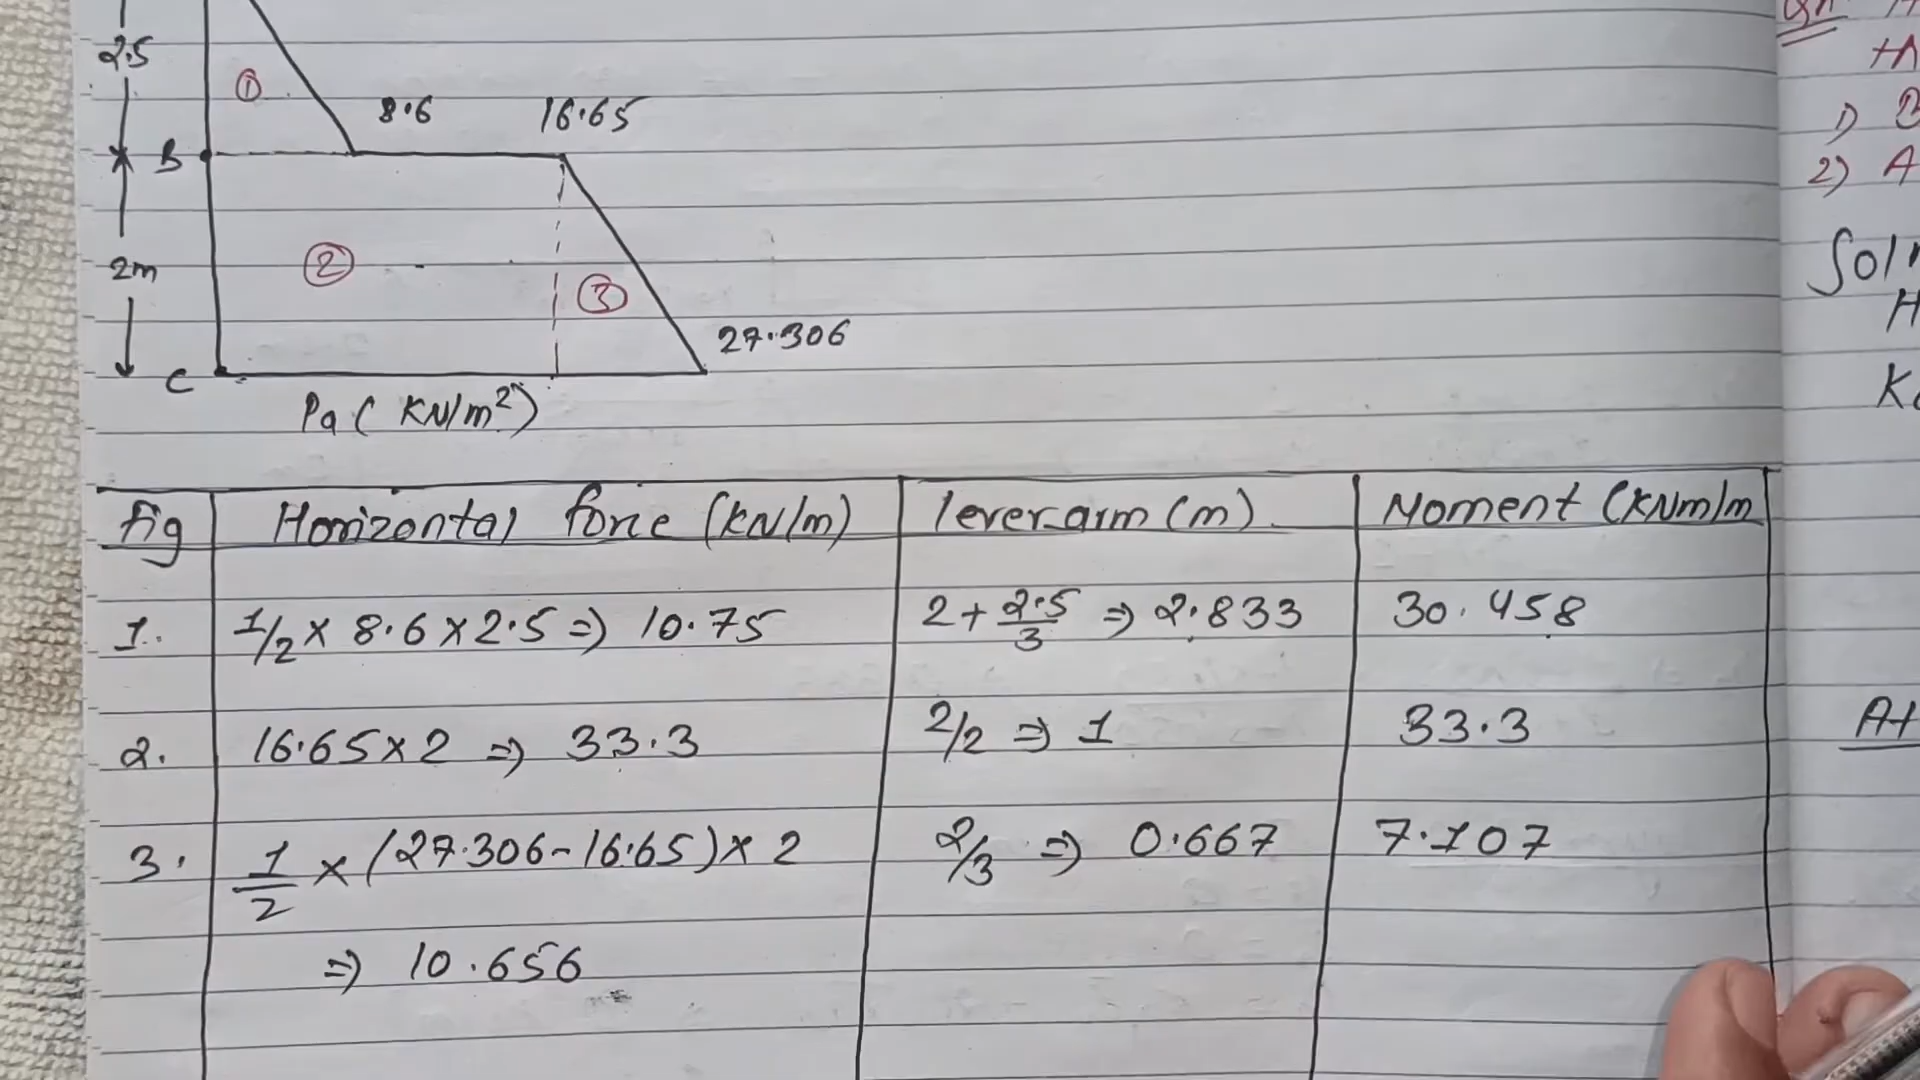 2.5
①
8.6
16.65
B
2m
②
③
27.306
C
Pa ( KN/m²)
fig Horizontal force (kN/m) lever arm (m) Moment (KNm/m
1. 1/2 × 8.6 × 2.5 ⇒ 10.75 2 + 2.5/3 ⇒ 2.833 30.458
2. 16.65 × 2 ⇒ 33.3 2/2 ⇒ 1 33.3
3. 1/2 × (27.306 - 16.65) × 2 2/3 ⇒ 0.667 7.107
⇒ 10.656
1)
2) A
Soln
H